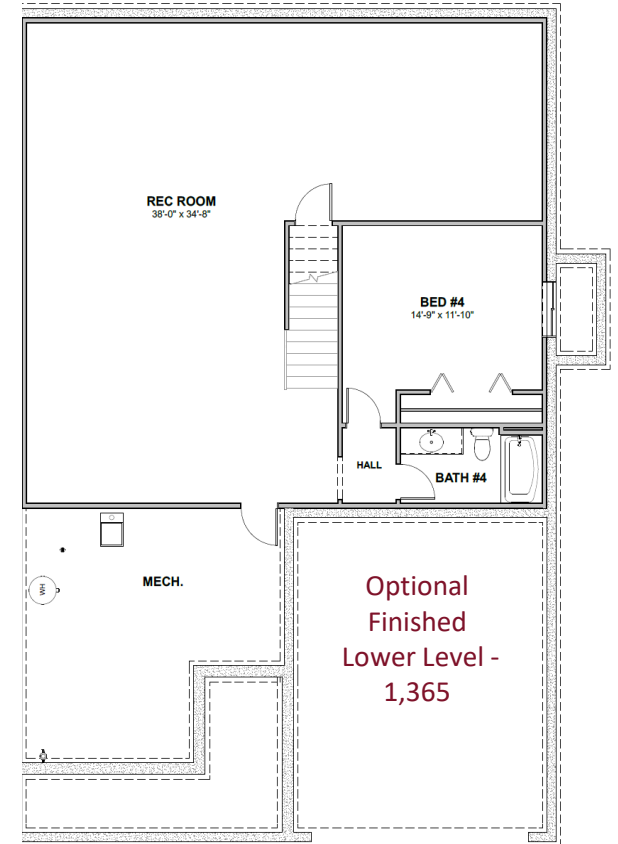 REC ROOM
38'-0" x 34'-8"
BED #4
14'-9" x 11'-10"
HALL
BATH #4
MECH.
WH
Optional
Finished
Lower Level -
1,365